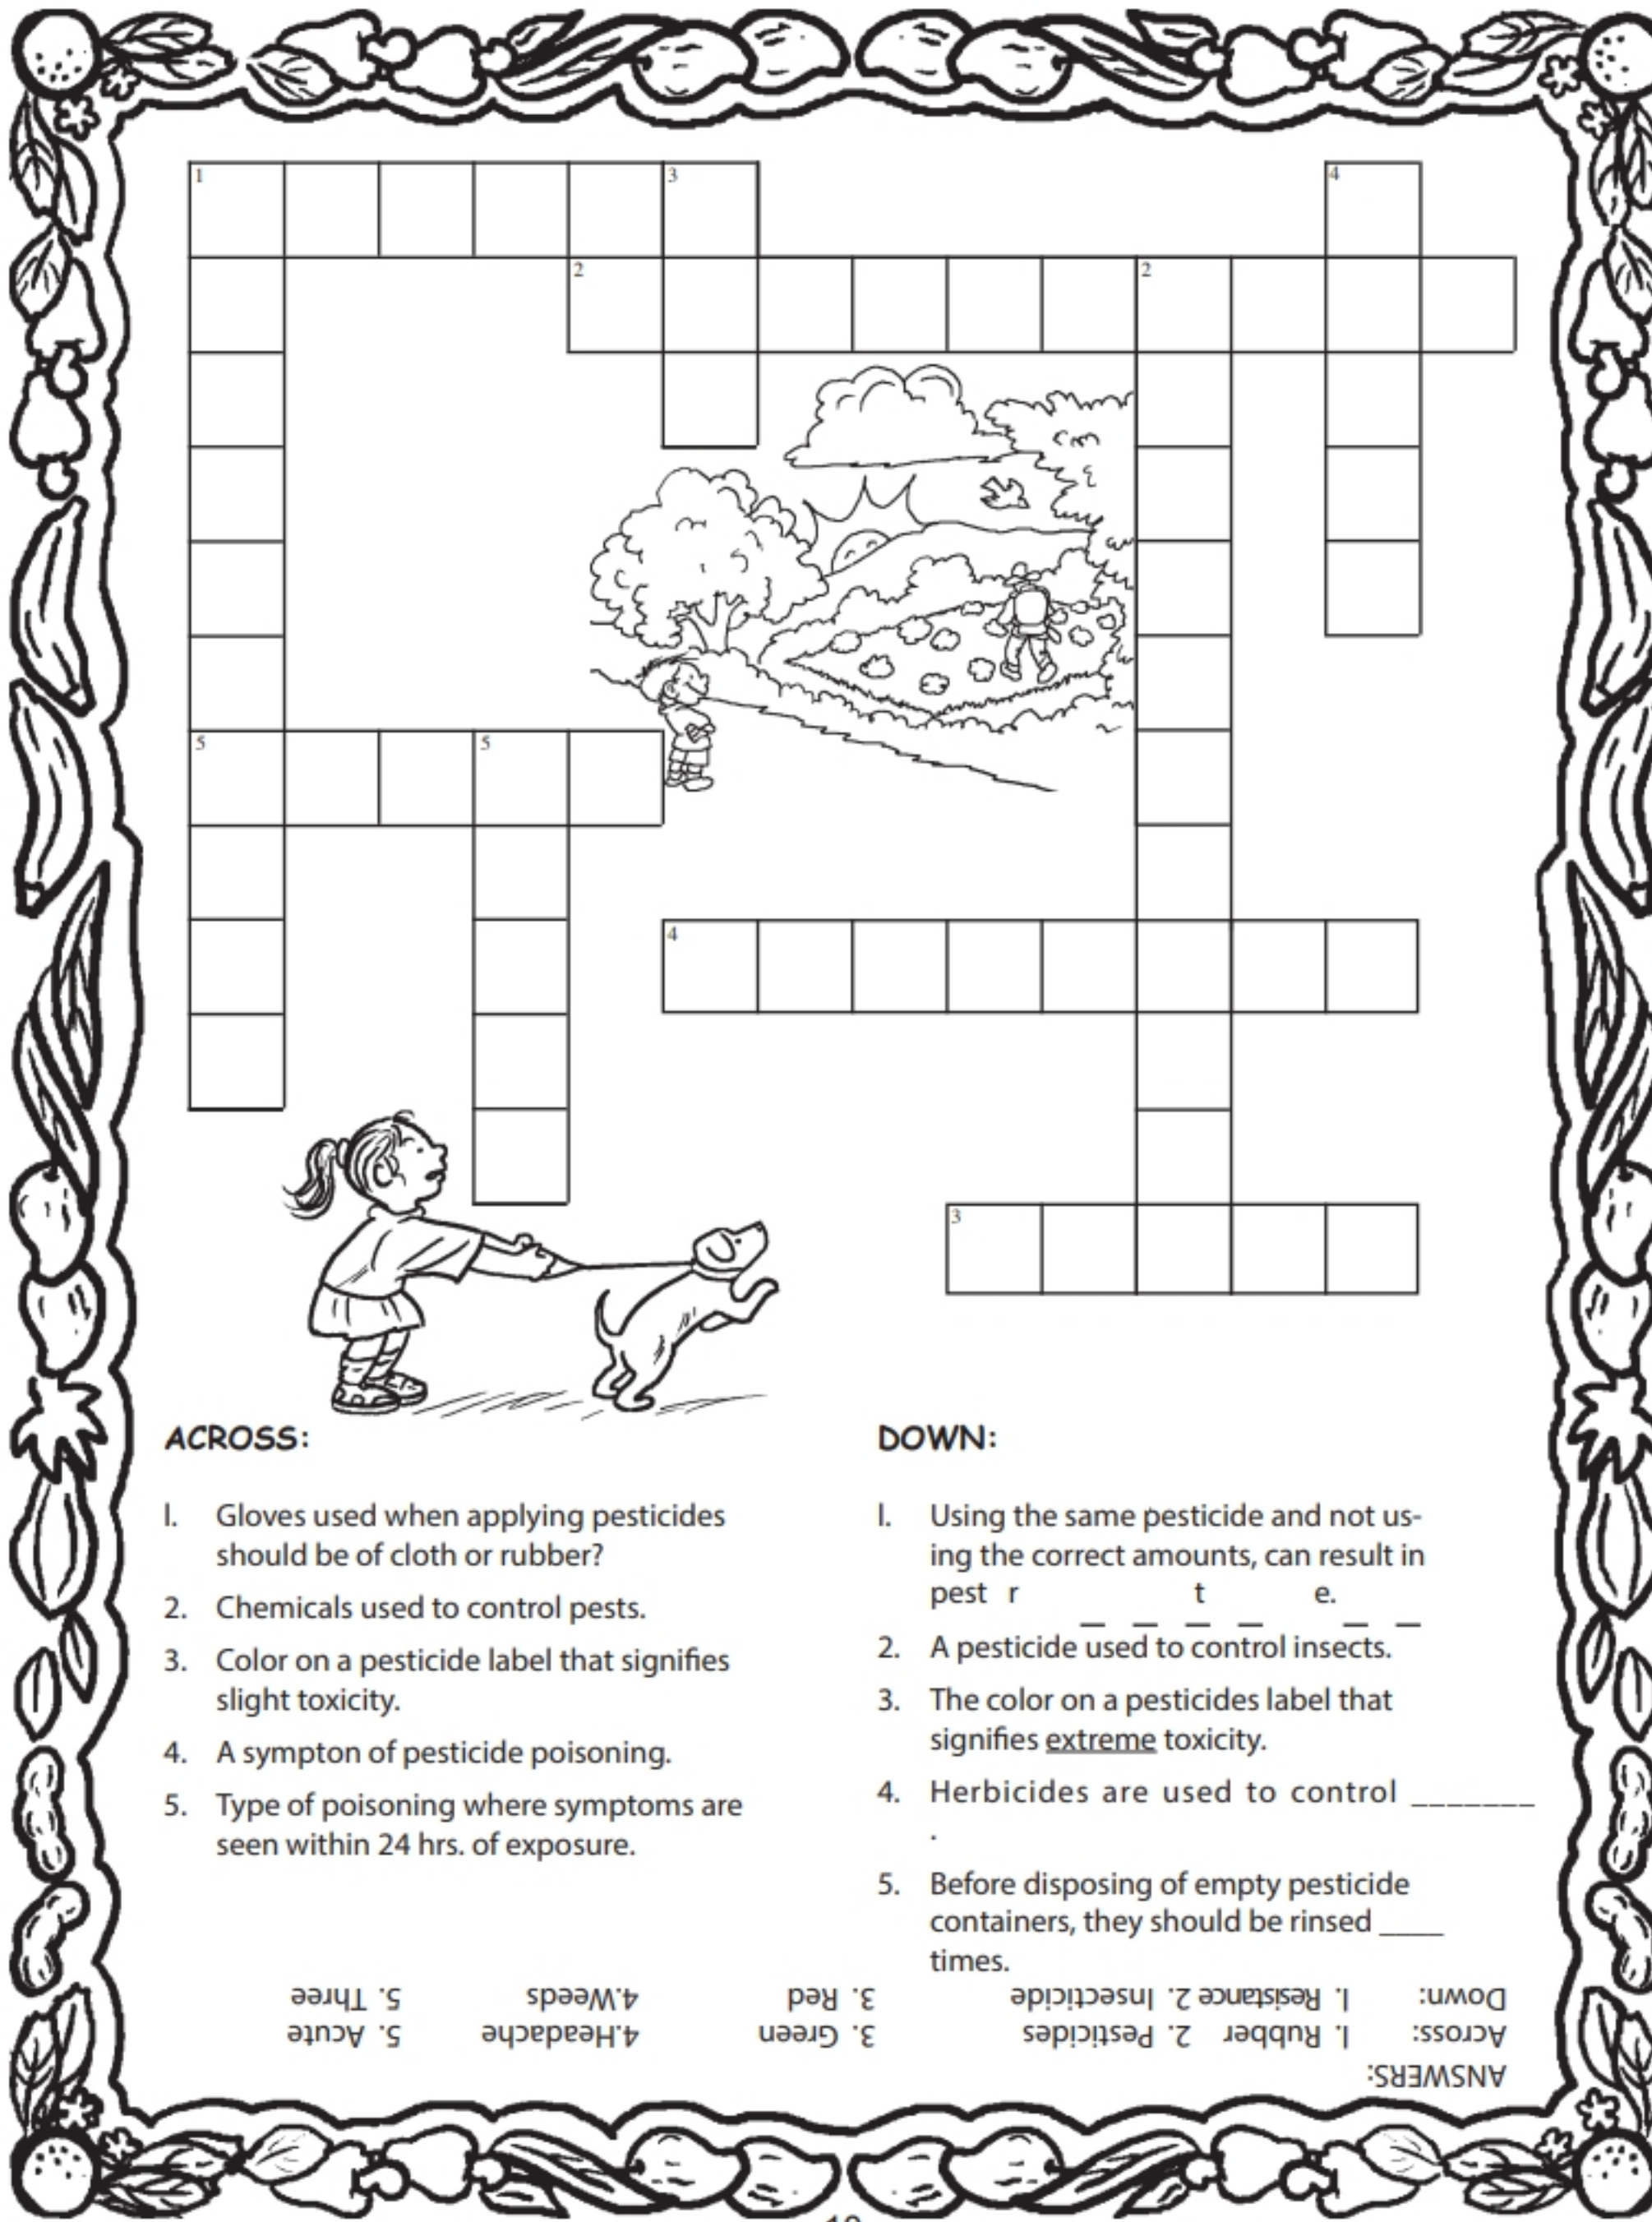 1
3
4
2
2
5
5
4
3
ACROSS:
I. Gloves used when applying pesticides
should be of cloth or rubber?
2. Chemicals used to control pests.
3. Color on a pesticide label that signifies
slight toxicity.
4. A sympton of pesticide poisoning.
5. Type of poisoning where symptoms are
seen within 24 hrs. of exposure.
DOWN:
I. Using the same pesticide and not us-
ing the correct amounts, can result in
pest r t e.
_ _ _ _ _ _
2. A pesticide used to control insects.
3. The color on a pesticides label that
signifies extreme toxicity.
4. Herbicides are used to control _______
.
5. Before disposing of empty pesticide
containers, they should be rinsed ____
times.
ANSWERS:
Across: I. Rubber 2. Pesticides 3. Green 4.Headache 5. Acute
Down: I. Resistance 2. Insecticide 3. Red 4.Weeds 5. Three